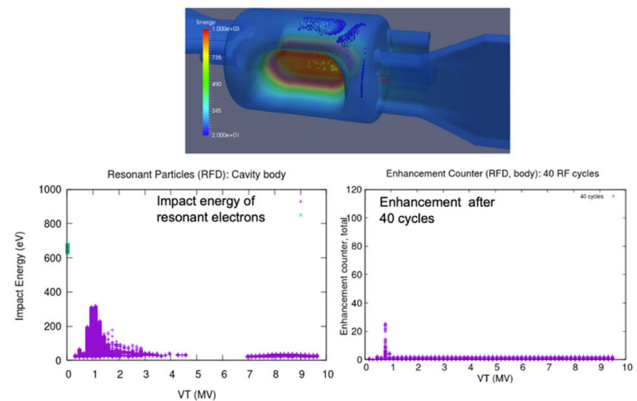 Energy
1.000e+03
735
490
245
2.000e+01
Resonant Particles (RFD): Cavity body
Impact energy of
resonant electrons
Impact Energy (eV)
1000
800
600
400
200
0
0 1 2 3 4 5 6 7 8 9 10
VT (MV)
Enhancement Counter (RFD, body): 40 RF cycles
40 cycles
Enhancement after
40 cycles
Enhancement counter, total
120
100
80
60
40
20
0
0 1 2 3 4 5 6 7 8 9 10
VT (MV)